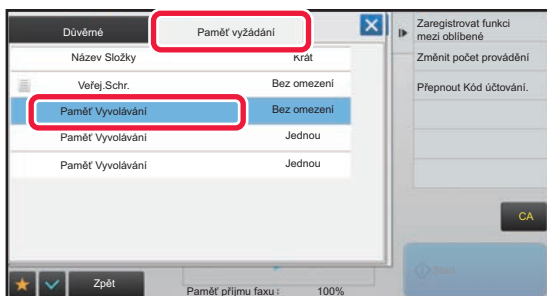 Důvěrné
Paměť vyžádání
Název Složky
Krát
Veřej.Schr.
Bez omezení
Paměť Vyvolávání
Bez omezení
Paměť Vyvolávání
Jednou
Paměť Vyvolávání
Jednou
Zpět
Paměť příjmu faxu :
100%
Zaregistrovat funkci
mezi oblíbené
Změnit počet provádění
Přepnout Kód účtování.
CA
Start